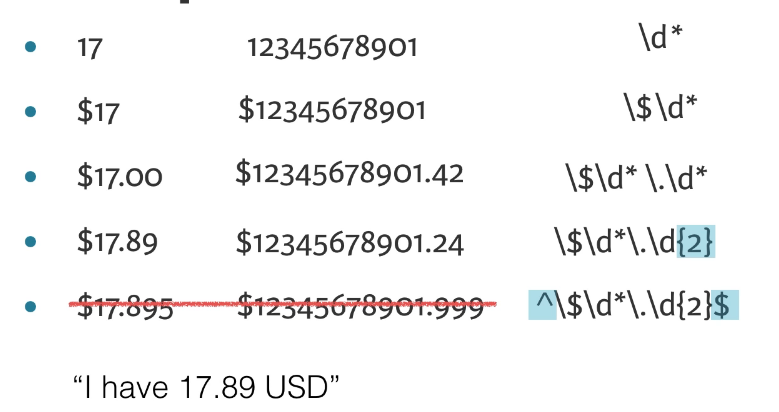 • 17 12345678901 \d*
• $17 $12345678901 \$\d*
• $17.00 $12345678901.42 \$\d* \.\d*
• $17.89 $12345678901.24 \$\d*\.\d{2}
• $17.895 $12345678901.999 ^\$\d*\.\d{2}$
“I have 17.89 USD”